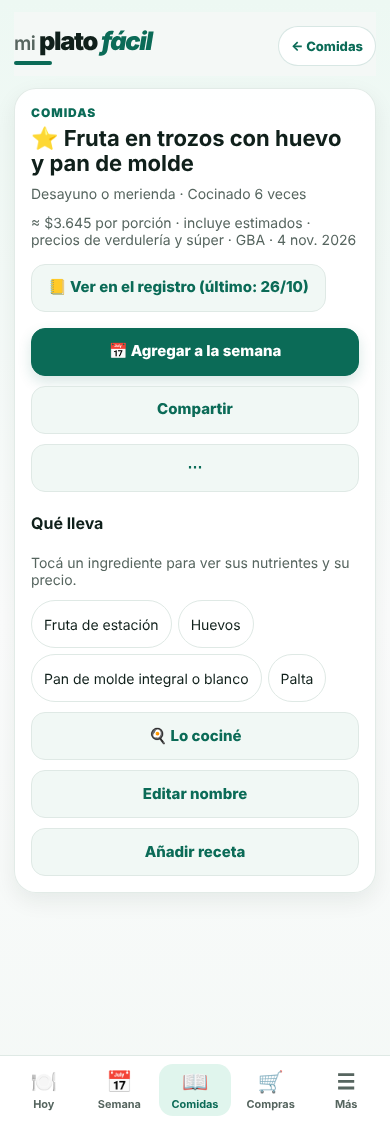 mi plato fácil
← Comidas
COMIDAS
⭐ Fruta en trozos con huevo
y pan de molde
Desayuno o merienda · Cocinado 6 veces
≈ $3.645 por porción · incluye estimados ·
precios de verdulería y súper · GBA · 4 nov. 2026
📒 Ver en el registro (último: 26/10)
📅 Agregar a la semana
Compartir
...
Qué lleva
Tocá un ingrediente para ver sus nutrientes y su
precio.
Fruta de estación
Huevos
Pan de molde integral o blanco
Palta
🍳 Lo cociné
Editar nombre
Añadir receta
Hoy
Semana
Comidas
Compras
Más